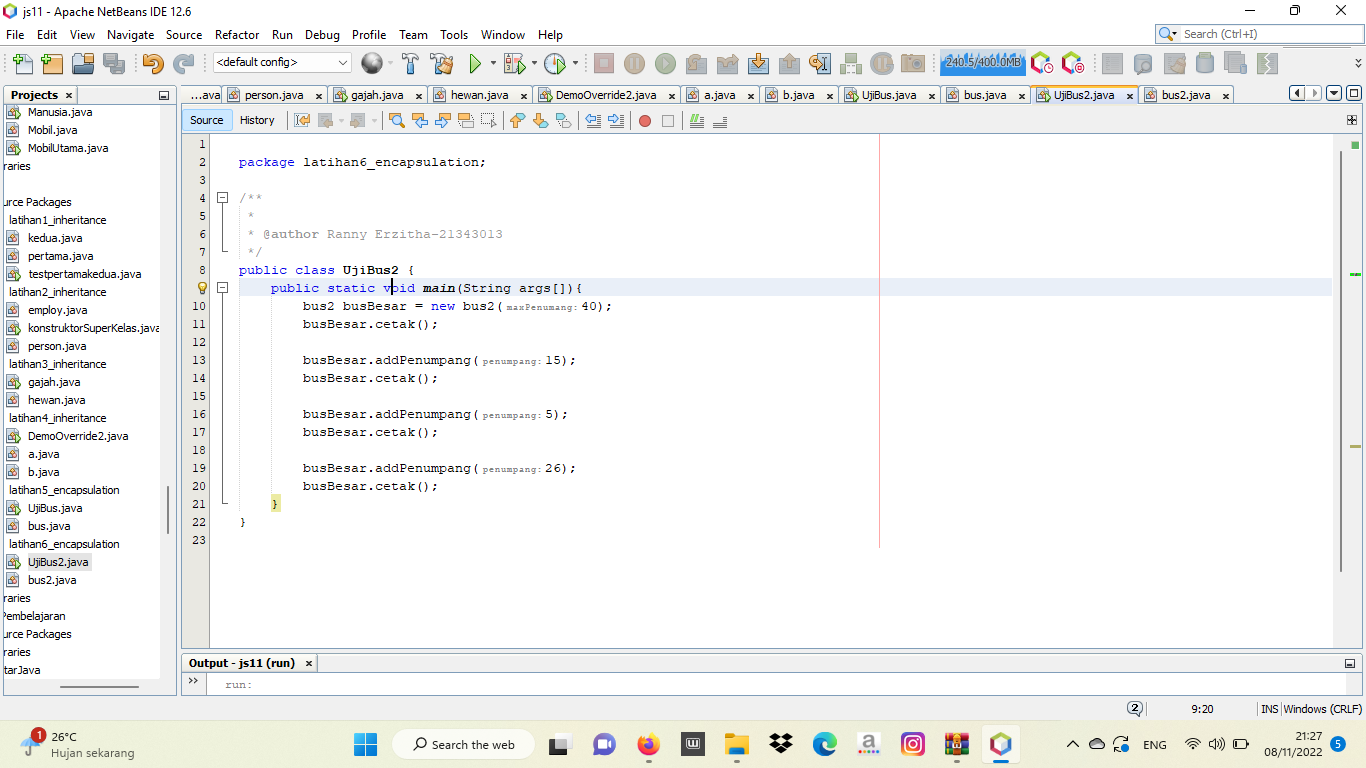 js11 - Apache NetBeans IDE 12.6
File Edit View Navigate Source Refactor Run Debug Profile Team Tools Window Help
Search (Ctrl+I)
<default config>
240.5/400.0MB
Projects
...ava person.java gajah.java hewan.java DemoOverride2.java a.java b.java UjiBus.java bus.java UjiBus2.java bus2.java
Source History
Manusia.java
Mobil.java
MobilUtama.java
raries
urce Packages
latihan1_inheritance
kedua.java
pertama.java
testpertamakedua.java
latihan2_inheritance
employ.java
konstruktorSuperKelas.java
person.java
latihan3_inheritance
gajah.java
hewan.java
latihan4_inheritance
DemoOverride2.java
a.java
b.java
latihan5_encapsulation
UjiBus.java
bus.java
latihan6_encapsulation
UjiBus2.java
bus2.java
raries
Pembelajaran
urce Packages
raries
tarJava
1
2 package latihan6_encapsulation;
3
4 /**
5 *
6 * @author Ranny Erzitha-21343013
7 */
8 public class UjiBus2 {
public static void main(String args[]){
10 bus2 busBesar = new bus2( maxPenumang: 40);
11 busBesar.cetak();
12
13 busBesar.addPenumpang( penumpang: 15);
14 busBesar.cetak();
15
16 busBesar.addPenumpang( penumpang: 5);
17 busBesar.cetak();
18
19 busBesar.addPenumpang( penumpang: 26);
20 busBesar.cetak();
21 }
22 }
23
Output - js11 (run)
run:
2 9:20 INS Windows (CRLF)
1 26°C
Hujan sekarang
Search the web
ENG
21:27
08/11/2022
5